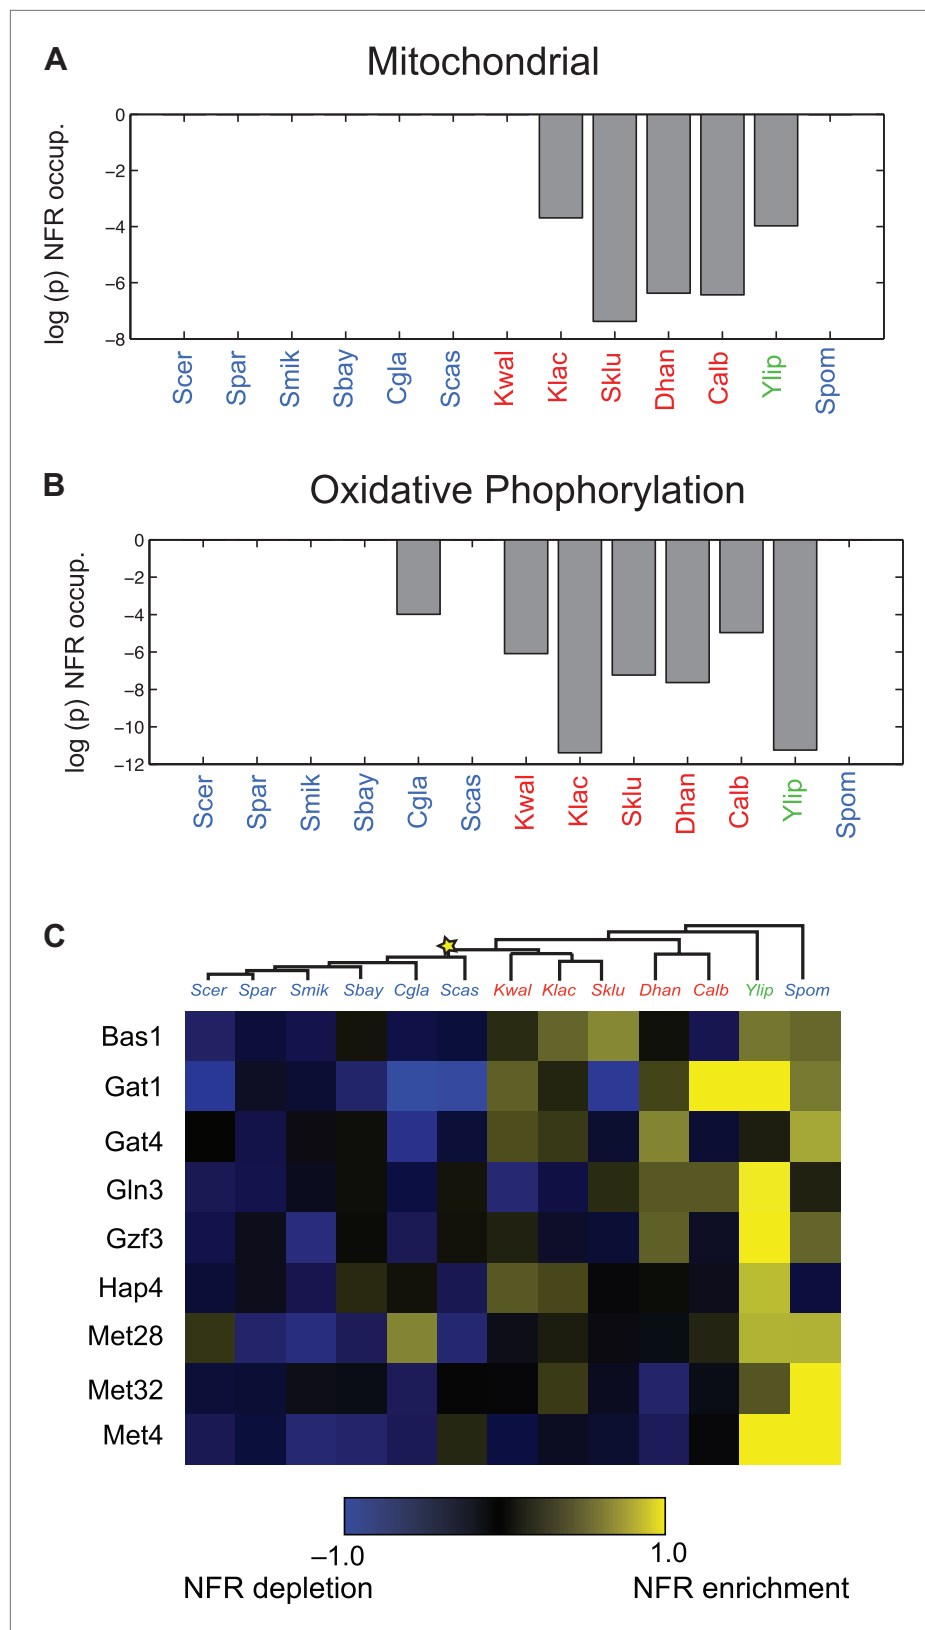 A
Mitochondrial
log (p) NFR occup.
0
−2
−4
−6
−8
Scer Spar Smik Sbay Cgla Scas Kwal Klac Sklu Dhan Calb Ylip Spom
B
Oxidative Phophorylation
log (p) NFR occup.
0
−2
−4
−6
−8
−10
−12
Scer Spar Smik Sbay Cgla Scas Kwal Klac Sklu Dhan Calb Ylip Spom
C
Scer Spar Smik Sbay Cgla Scas Kwal Klac Sklu Dhan Calb Ylip Spom
Bas1
Gat1
Gat4
Gln3
Gzf3
Hap4
Met28
Met32
Met4
−1.0 1.0
NFR depletion NFR enrichment